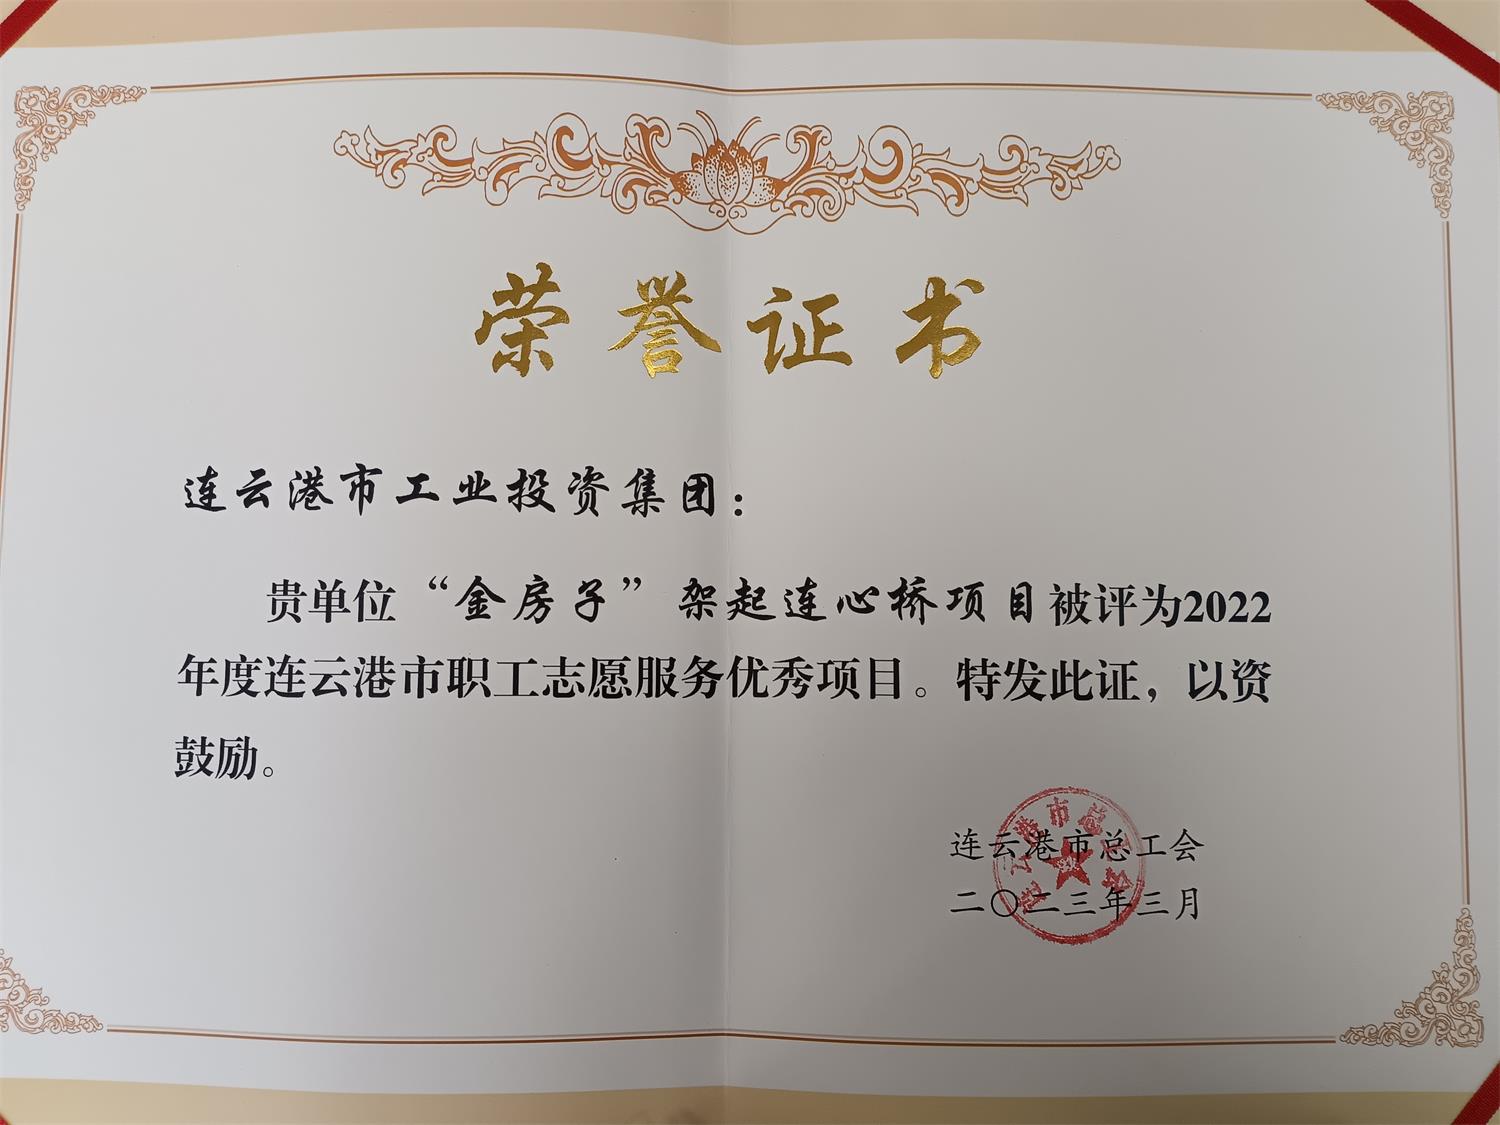 荣誉证书
连云港市工业投资集团：
贵单位“金房子”架起连心桥项目被评为2022
年度连云港市职工志愿服务优秀项目。特发此证，以资
鼓励。
连云港市总工会
二〇二三年三月